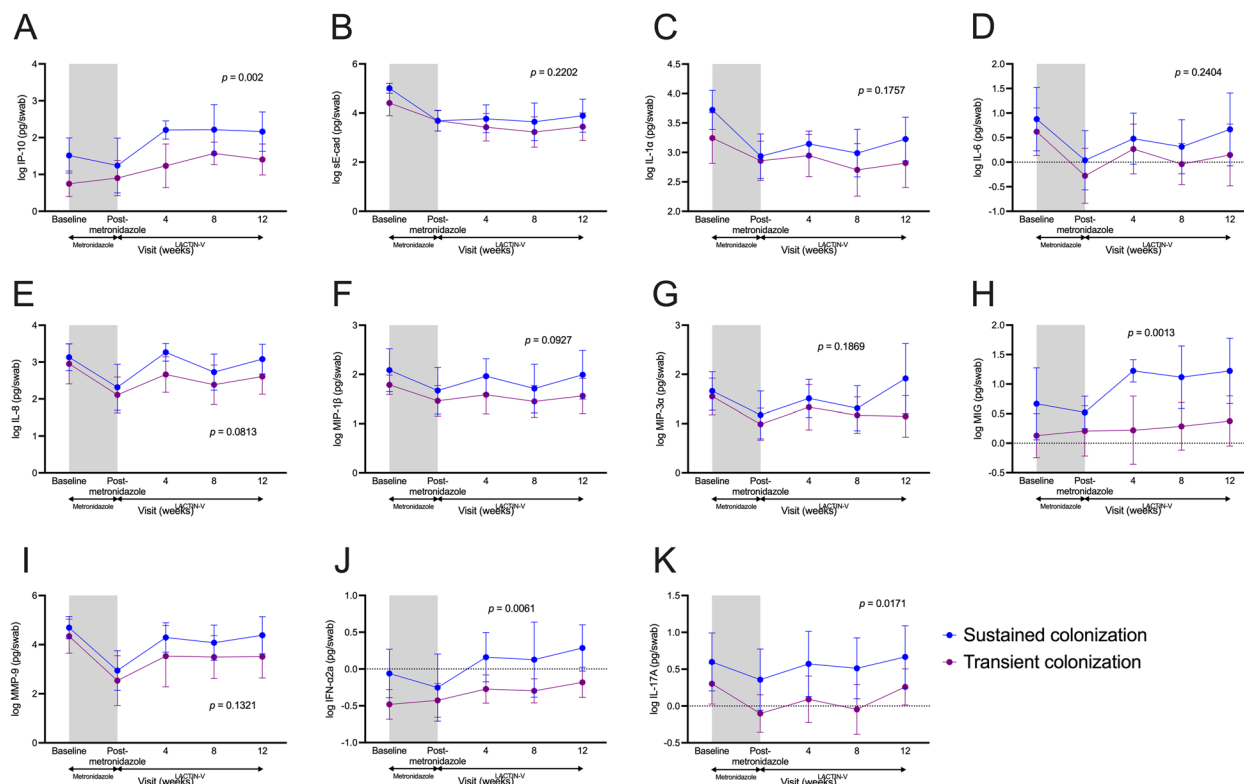 A
log IP-10 (pg/swab)
4
3
2
1
0
p = 0.002
Baseline Post-metronidazole 4 8 12
Metronidazole LACTIN-V
Visit (weeks)
B
log sE-cad (pg/swab)
6
4
2
0
p = 0.2202
Baseline Post-metronidazole 4 8 12
Metronidazole LACTIN-V
Visit (weeks)
C
log IL-1α (pg/swab)
4.5
4.0
3.5
3.0
2.5
2.0
p = 0.1757
Baseline Post-metronidazole 4 8 12
Metronidazole LACTIN-V
Visit (weeks)
D
log IL-6 (pg/swab)
2.0
1.5
1.0
0.5
0.0
-0.5
-1.0
p = 0.2404
Baseline Post-metronidazole 4 8 12
Metronidazole LACTIN-V
Visit (weeks)
E
log IL-8 (pg/swab)
4
3
2
1
0
p = 0.0813
Baseline Post-metronidazole 4 8 12
Metronidazole LACTIN-V
Visit (weeks)
F
log MIP-1β (pg/swab)
3
2
1
0
p = 0.0927
Baseline Post-metronidazole 4 8 12
Metronidazole LACTIN-V
Visit (weeks)
G
log MIP-3α (pg/swab)
3
2
1
0
p = 0.1869
Baseline Post-metronidazole 4 8 12
Metronidazole LACTIN-V
Visit (weeks)
H
log MIG (pg/swab)
2.0
1.5
1.0
0.5
0.0
-0.5
p = 0.0013
Baseline Post-metronidazole 4 8 12
Metronidazole LACTIN-V
Visit (weeks)
I
log MMP-9 (pg/swab)
6
4
2
0
p = 0.1321
Baseline Post-metronidazole 4 8 12
Metronidazole LACTIN-V
Visit (weeks)
J
log IFN-α2a (pg/swab)
1.0
0.5
0.0
-0.5
-1.0
p = 0.0061
Baseline Post-metronidazole 4 8 12
Metronidazole LACTIN-V
Visit (weeks)
K
log IL-17A (pg/swab)
1.5
1.0
0.5
0.0
-0.5
p = 0.0171
Baseline Post-metronidazole 4 8 12
Metronidazole LACTIN-V
Visit (weeks)
Sustained colonization
Transient colonization